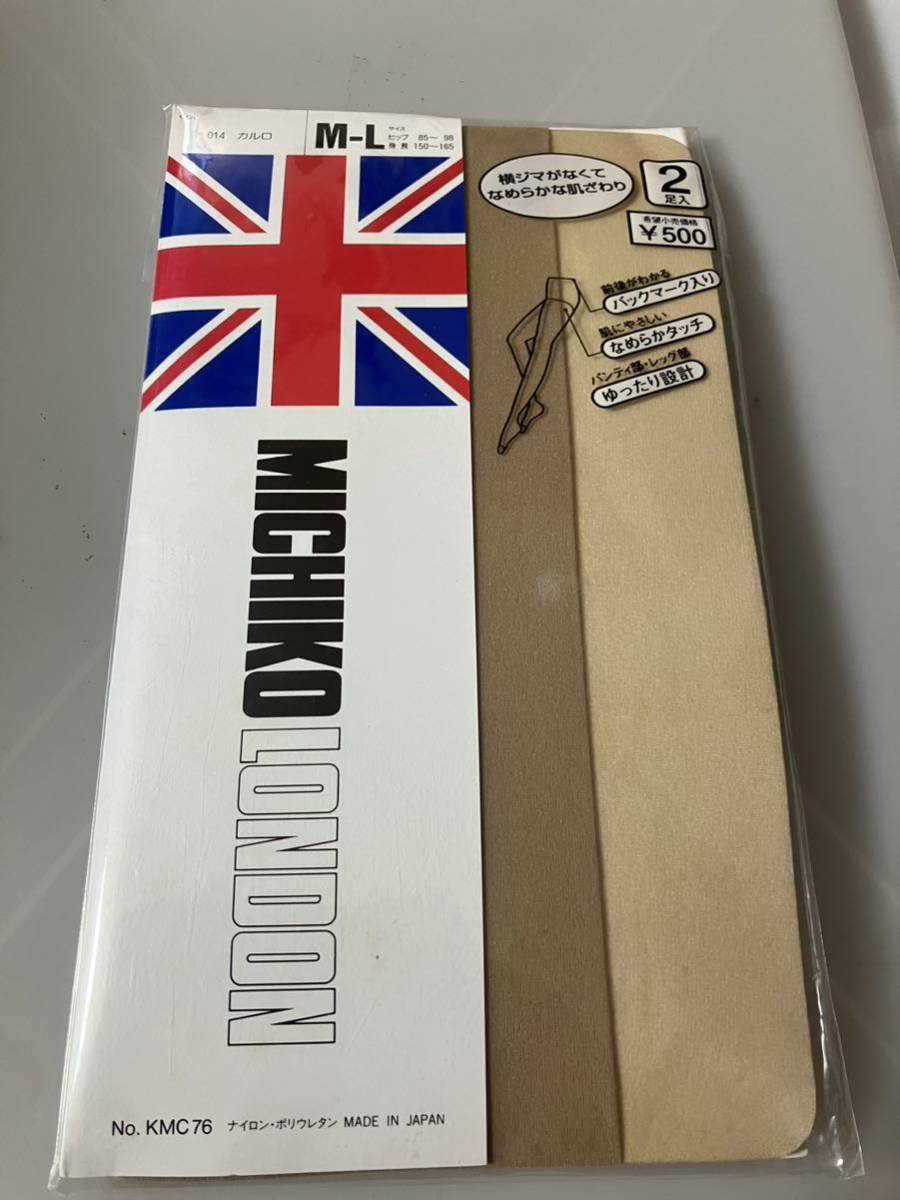 014 カルロ
M-L
サイズ
ヒップ 85〜98
身長 150〜165
横ジマがなくて
なめらかな肌ざわり
2
足入
希望小売価格
¥500
前後がわかる
バックマーク入り
肌にやさしい
なめらかタッチ
パンティ部・レッグ部
ゆったり設計
MICHIKO LONDON
No. KMC76 ナイロン・ポリウレタン MADE IN JAPAN